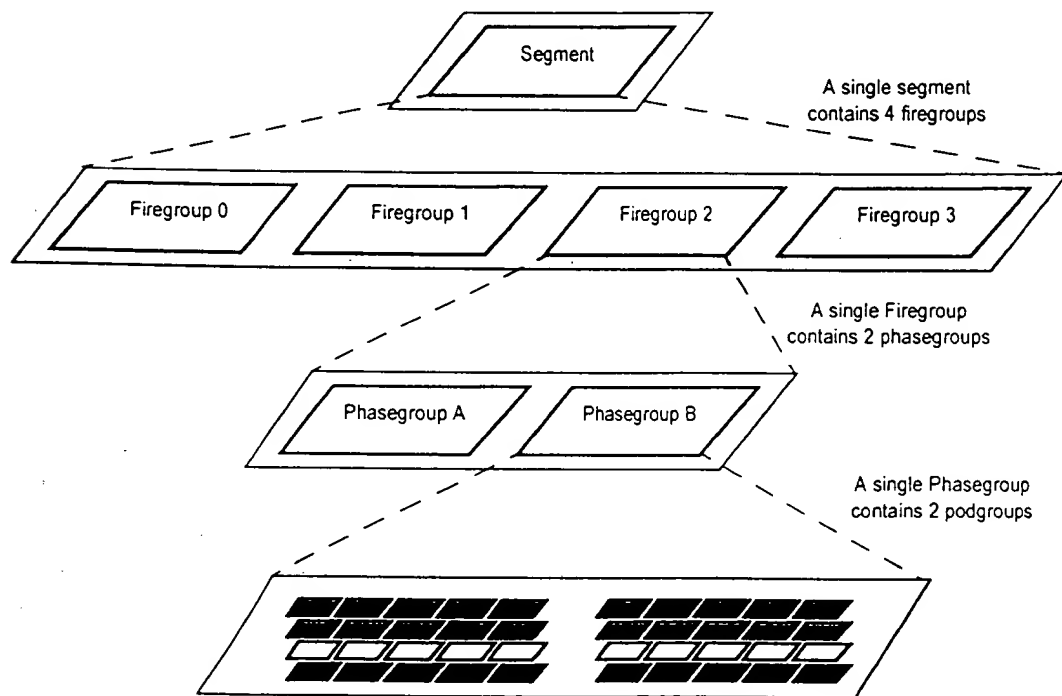 Segment
A single segment
contains 4 firegroups
Firegroup 0
Firegroup 1
Firegroup 2
Firegroup 3
A single Firegroup
contains 2 phasegroups
Phasegroup A
Phasegroup B
A single Phasegroup
contains 2 podgroups